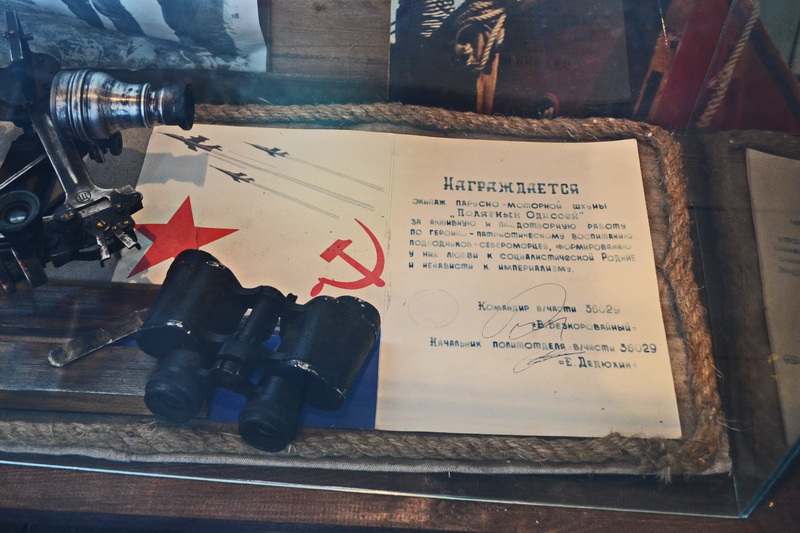 НАГРАЖДАЕТСЯ
ЭКИПАЖ ПАРУСНО-МОТОРНОЙ ШХУНЫ
„ПОЛЯРНЫЙ ОДИССЕЙ"
ЗА АКТИВНУЮ И ПЛОДОТВОРНУЮ РАБОТУ
ПО ГЕРОИКО-ПАТРИОТИЧЕСКОМУ ВОСПИТАНИЮ
ПОДВОДНИКОВ-СЕВЕРОМОРЦЕВ, ФОРМИРОВАНИЮ
У НИХ ЛЮБВИ К СОЦИАЛИСТИЧЕСКОЙ РОДИНЕ
И НЕНАВИСТИ К ИМПЕРИАЛИЗМУ.
КОМАНДИР В/ЧАСТИ 36029
«В.БЕЗКОРОВАЙНЫЙ»
НАЧАЛЬНИК ПОЛИТОТДЕЛА В/ЧАСТИ 36029
«Е.ДЕДЮХИН»